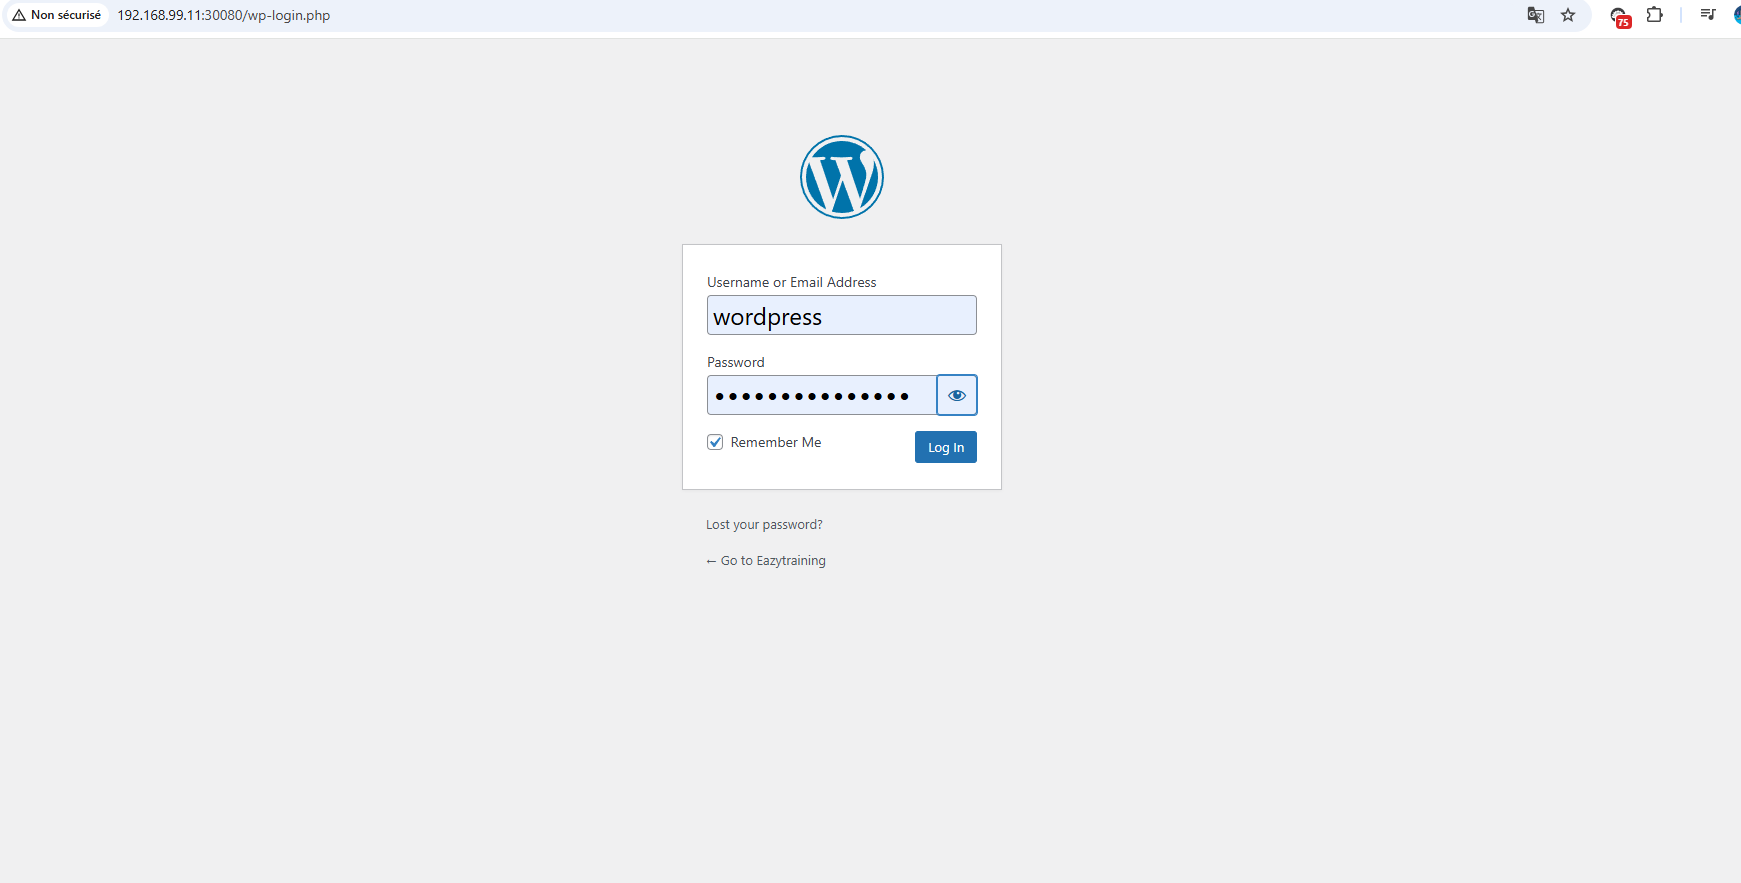 Non sécurisé 192.168.99.11:30080/wp-login.php 75
Username or Email Address
wordpress
Password
Remember Me Log In
Lost your password?
← Go to Eazytraining